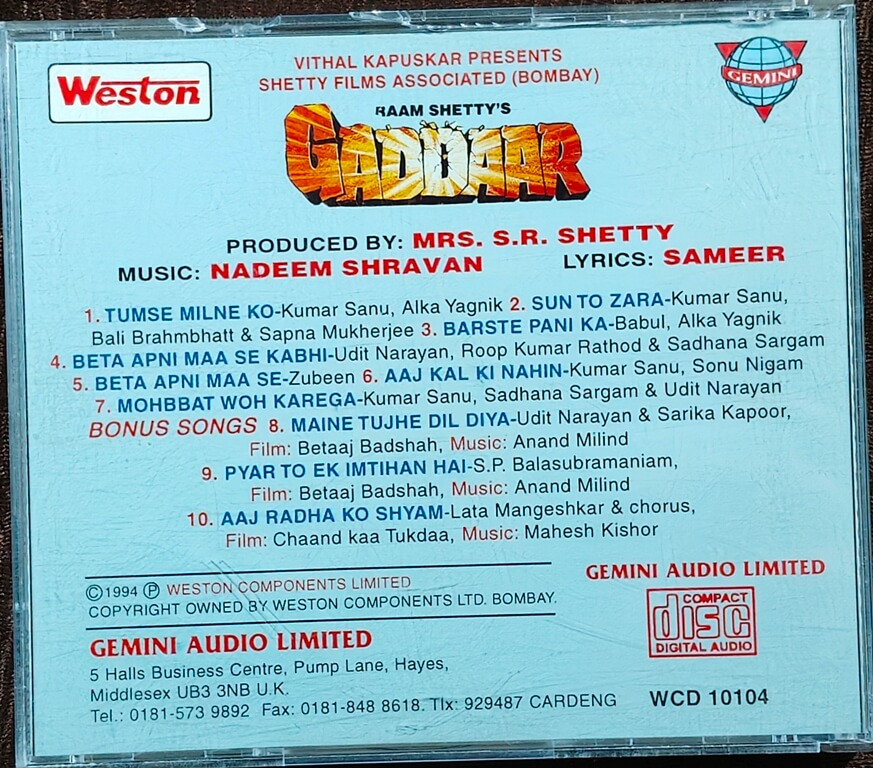 Weston
VITHAL KAPUSKAR PRESENTS
SHETTY FILMS ASSOCIATED (BOMBAY)
GEMINI
RAAM SHETTY'S
GADDAAR
PRODUCED BY: MRS. S.R. SHETTY
MUSIC: NADEEM SHRAVAN LYRICS: SAMEER
1. TUMSE MILNE KO-Kumar Sanu, Alka Yagnik 2. SUN TO ZARA-Kumar Sanu,
Bali Brahmbhatt & Sapna Mukherjee 3. BARSTE PANI KA-Babul, Alka Yagnik
4. BETA APNI MAA SE KABHI-Udit Narayan, Roop Kumar Rathod & Sadhana Sargam
5. BETA APNI MAA SE-Zubeen 6. AAJ KAL KI NAHIN-Kumar Sanu, Sonu Nigam
7. MOHBBAT WOH KAREGA-Kumar Sanu, Sadhana Sargam & Udit Narayan
BONUS SONGS 8. MAINE TUJHE DIL DIYA-Udit Narayan & Sarika Kapoor,
Film: Betaaj Badshah, Music: Anand Milind
9. PYAR TO EK IMTIHAN HAI-S.P. Balasubramaniam,
Film: Betaaj Badshah, Music: Anand Milind
10. AAJ RADHA KO SHYAM-Lata Mangeshkar & chorus,
Film: Chaand kaa Tukdaa, Music: Mahesh Kishor
©1994 ℗ WESTON COMPONENTS LIMITED
COPYRIGHT OWNED BY WESTON COMPONENTS LTD. BOMBAY.
GEMINI AUDIO LIMITED
5 Halls Business Centre, Pump Lane, Hayes,
Middlesex UB3 3NB U.K.
Tel.: 0181-573 9892 Fax: 0181-848 8618. Tlx: 929487 CARDENG
GEMINI AUDIO LIMITED
COMPACT
disc
DIGITAL AUDIO
WCD 10104